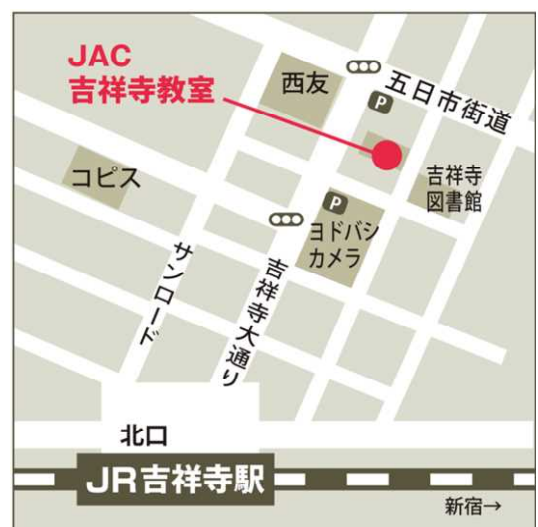 JAC
吉祥寺教室
西友
P
五日市街道
コピス
吉祥寺
図書館
P
ヨドバシ
カメラ
サンロード
吉祥寺大通り
北口
JR吉祥寺駅
新宿→